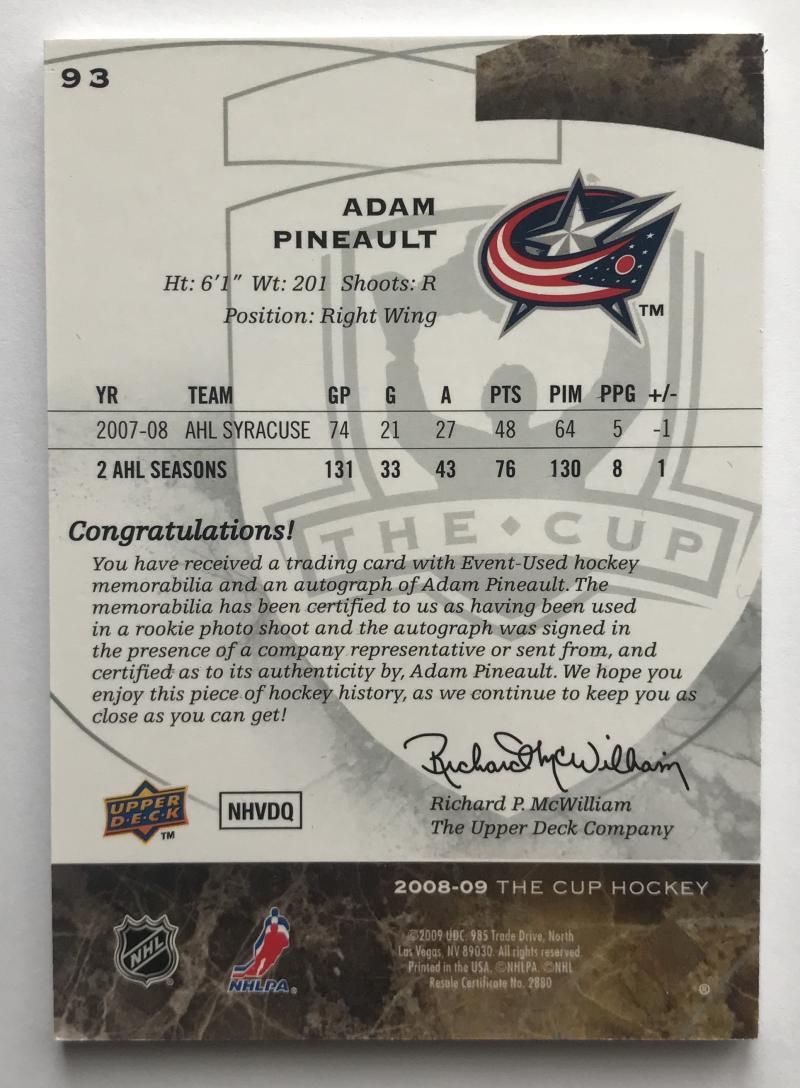 93
ADAM
PINEAULT
Ht: 6'1" Wt: 201 Shoots: R
Position: Right Wing
TM
YR TEAM GP G A PTS PIM PPG +/-
2007-08 AHL SYRACUSE 74 21 27 48 64 5 -1
2 AHL SEASONS 131 33 43 76 130 8 1
THE CUP
Congratulations!
You have received a trading card with Event-Used hockey
memorabilia and an autograph of Adam Pineault. The
memorabilia has been certified to us as having been used
in a rookie photo shoot and the autograph was signed in
the presence of a company representative or sent from, and
certified as to its authenticity by, Adam Pineault. We hope you
enjoy this piece of hockey history, as we continue to keep you as
close as you can get!
Richard P. McWilliam
UPPER
D·E·C·K
TM
NHVDQ
Richard P. McWilliam
The Upper Deck Company
2008-09 THE CUP HOCKEY
NHL
NHLPA®
©2009 UDC. 985 Trade Drive, North
Las Vegas, NV 89030. All rights reserved.
Printed in the USA. ©NHLPA. ©NHL
Resale Certificate No. 2880
®